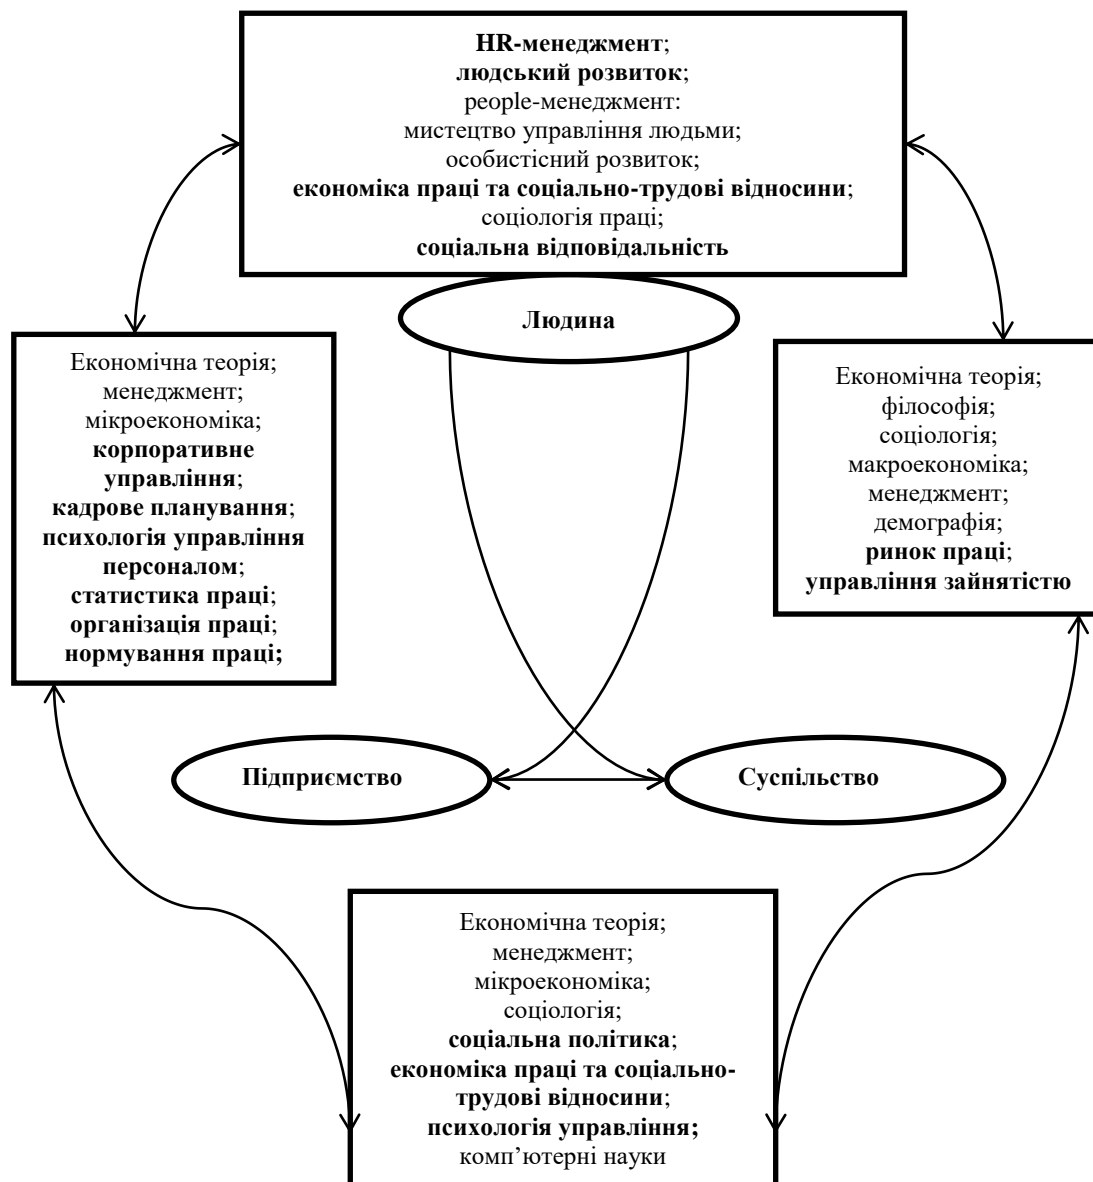 HR-менеджмент;
людський розвиток;
people-менеджмент:
мистецтво управління людьми;
особистісний розвиток;
економіка праці та соціально-трудові відносини;
соціологія праці;
соціальна відповідальність
Людина
Економічна теорія;
менеджмент;
мікроекономіка;
корпоративне
управління;
кадрове планування;
психологія управління
персоналом;
статистика праці;
організація праці;
нормування праці;
Економічна теорія;
філософія;
соціологія;
макроекономіка;
менеджмент;
демографія;
ринок праці;
управління зайнятістю
Підприємство
Суспільство
Економічна теорія;
менеджмент;
мікроекономіка;
соціологія;
соціальна політика;
економіка праці та соціально-
трудові відносини;
психологія управління;
комп’ютерні науки